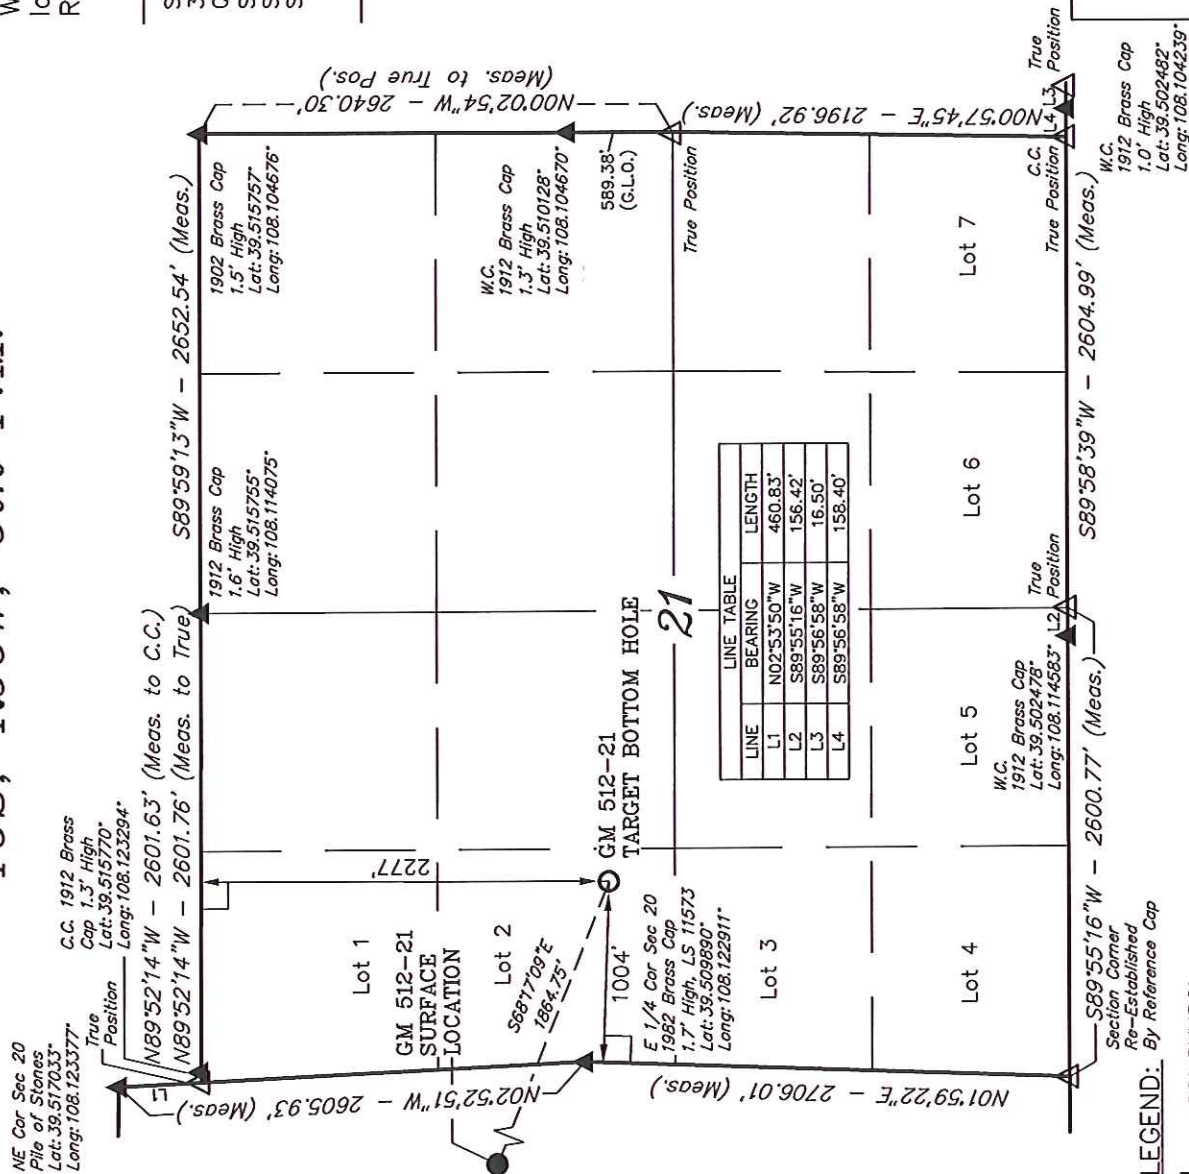 NE Cor Sec 20
Pile of Stones
Lat: 39.517033°
Long: 108.123377°
True
Position
C.C. 1912 Brass
Cap 1.3' High
Lat: 39.515770°
Long: 108.123294°
N89°52'14"W - 2601.63' (Meas. to C.C.)
N89°52'14"W - 2601.76' (Meas. to True)
S89°59'13"W - 2652.54' (Meas.)
1912 Brass Cap
1.6' High
Lat: 39.515755°
Long: 108.114075°
1902 Brass Cap
1.5' High
Lat: 39.515757°
Long: 108.104676°
N00°02'54"W - 2640.30'
(Meas. to True Pos.)
L1
N02°52'51"W - 2605.93' (Meas.)
2277'
Lot 1
GM 512-21
SURFACE
LOCATION
Lot 2
S68°17'09"E
1864.75'
W.C.
1912 Brass Cap
1.3' High
Lat: 39.510128°
Long: 108.104670°
589.38'
(G.L.O.)
True Position
GM 512-21
TARGET BOTTOM HOLE
1004'
21
E 1/4 Cor Sec 20
1982 Brass Cap
1.7' High, LS 11573
Lat: 39.509890°
Long: 108.122911°
N01°59'22"E - 2706.01' (Meas.)
Lot 3
LINE TABLE
LINE BEARING LENGTH
L1 N02°53'50"W 460.83'
L2 S89°55'16"W 156.42'
L3 S89°56'58"W 16.50'
L4 S89°56'58"W 158.40'
N00°57'45"E - 2196.92' (Meas.)
Lot 4
Lot 5
Lot 6
Lot 7
W.C.
1912 Brass Cap
Lat: 39.502478°
Long: 108.114583°
L2
True
Position
C.C.
True Position
L4
L3
True
Position
S89°55'16"W - 2600.77' (Meas.)
S89°58'39"W - 2604.99' (Meas.)
Section Corner
Re-Established
By Reference Cap
W.C.
1912 Brass Cap
1.0' High
Lat: 39.502482°
Long: 108.104239°
LEGEND: